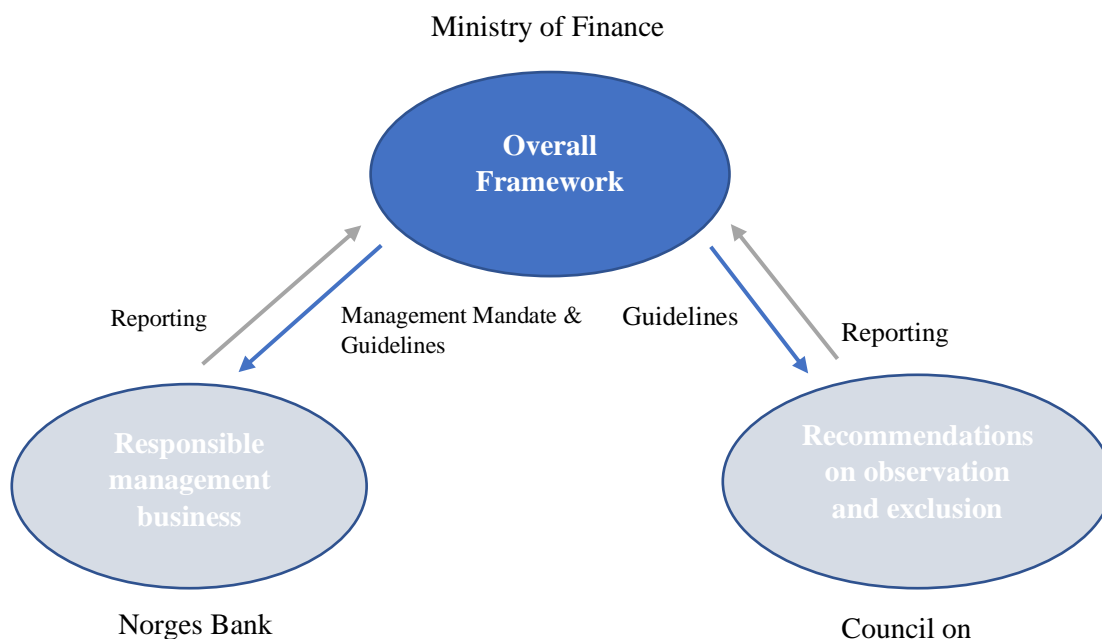 Ministry of Finance
Overall
Framework
Reporting
Management Mandate &
Guidelines
Guidelines
Reporting
Responsible
management
business
Recommendations
on observation
and exclusion
Norges Bank
Council on